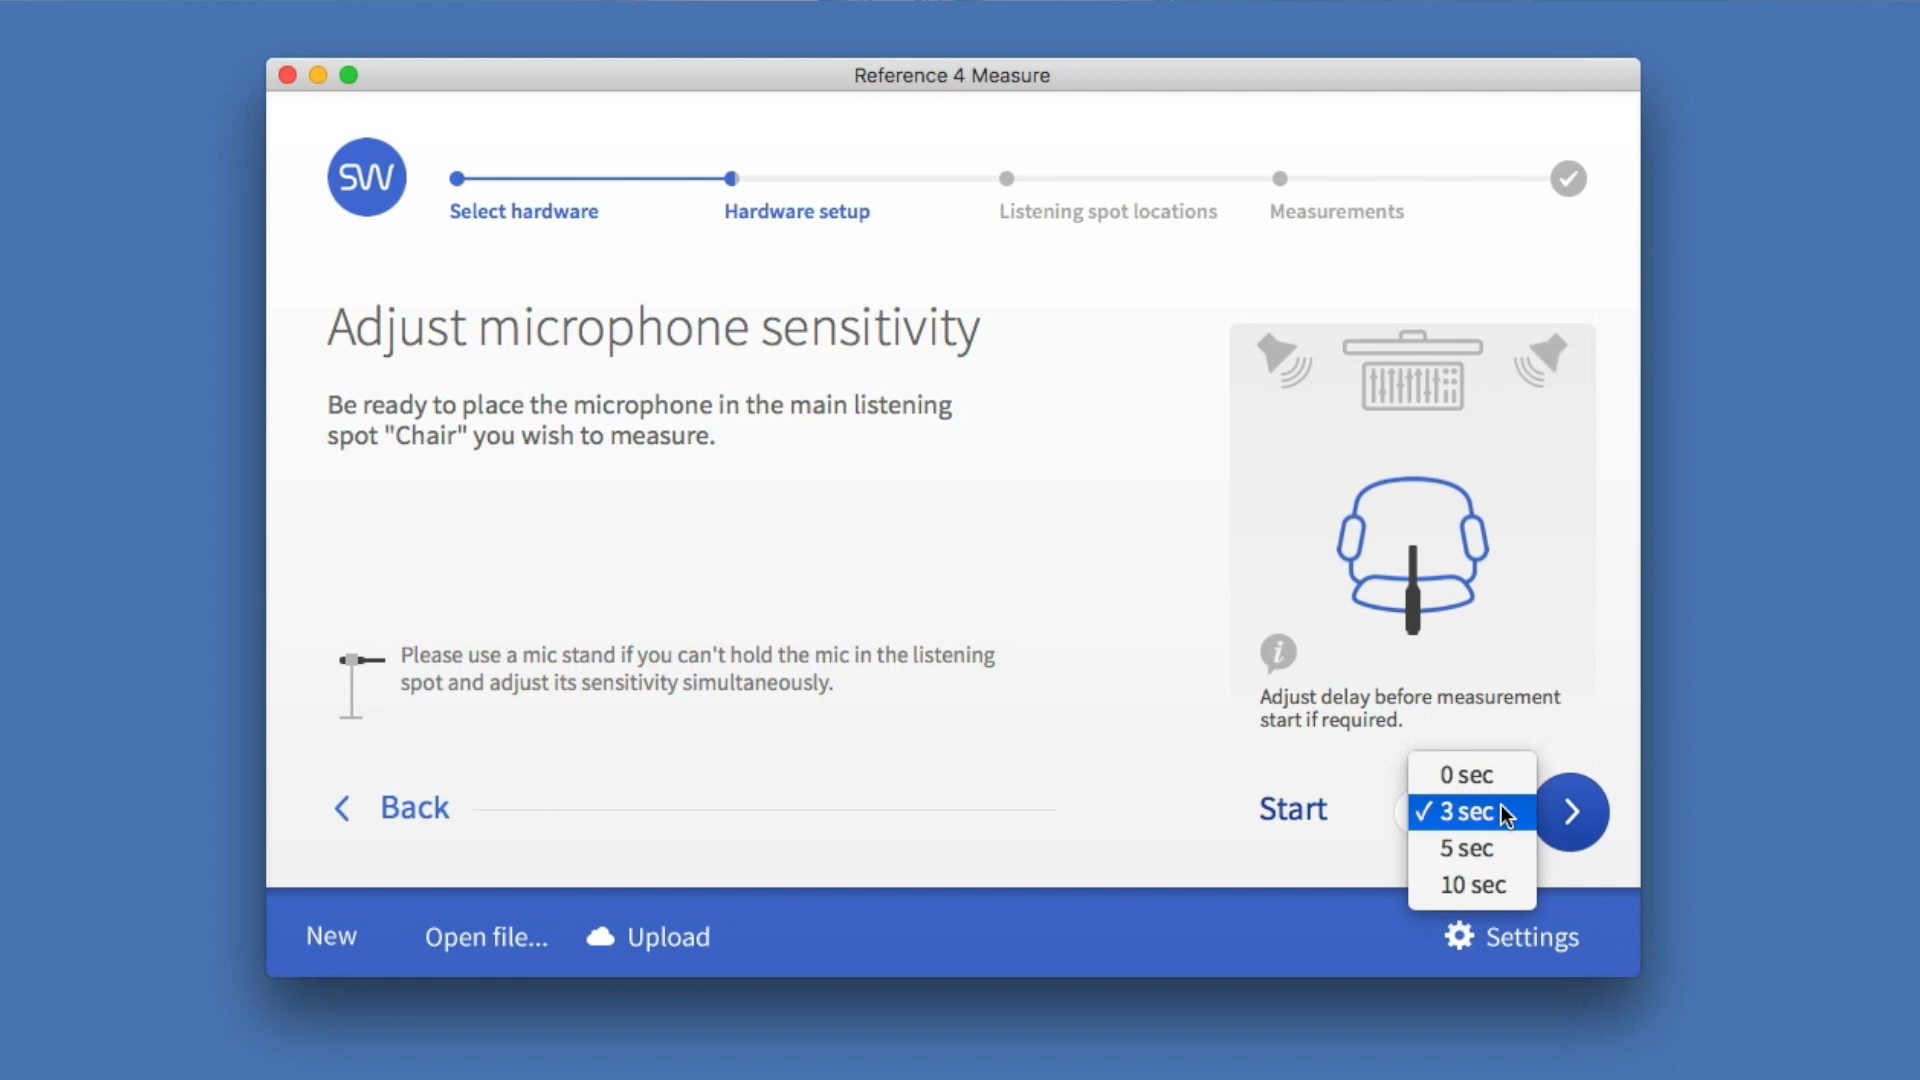 Reference 4 Measure
SW
Select hardware
Hardware setup
Listening spot locations
Measurements
Adjust microphone sensitivity
Be ready to place the microphone in the main listening
spot "Chair" you wish to measure.
Please use a mic stand if you can't hold the mic in the listening
spot and adjust its sensitivity simultaneously.
i
Adjust delay before measurement
start if required.
Back
Start
0 sec
✓ 3 sec
5 sec
10 sec
New
Open file...
Upload
Settings